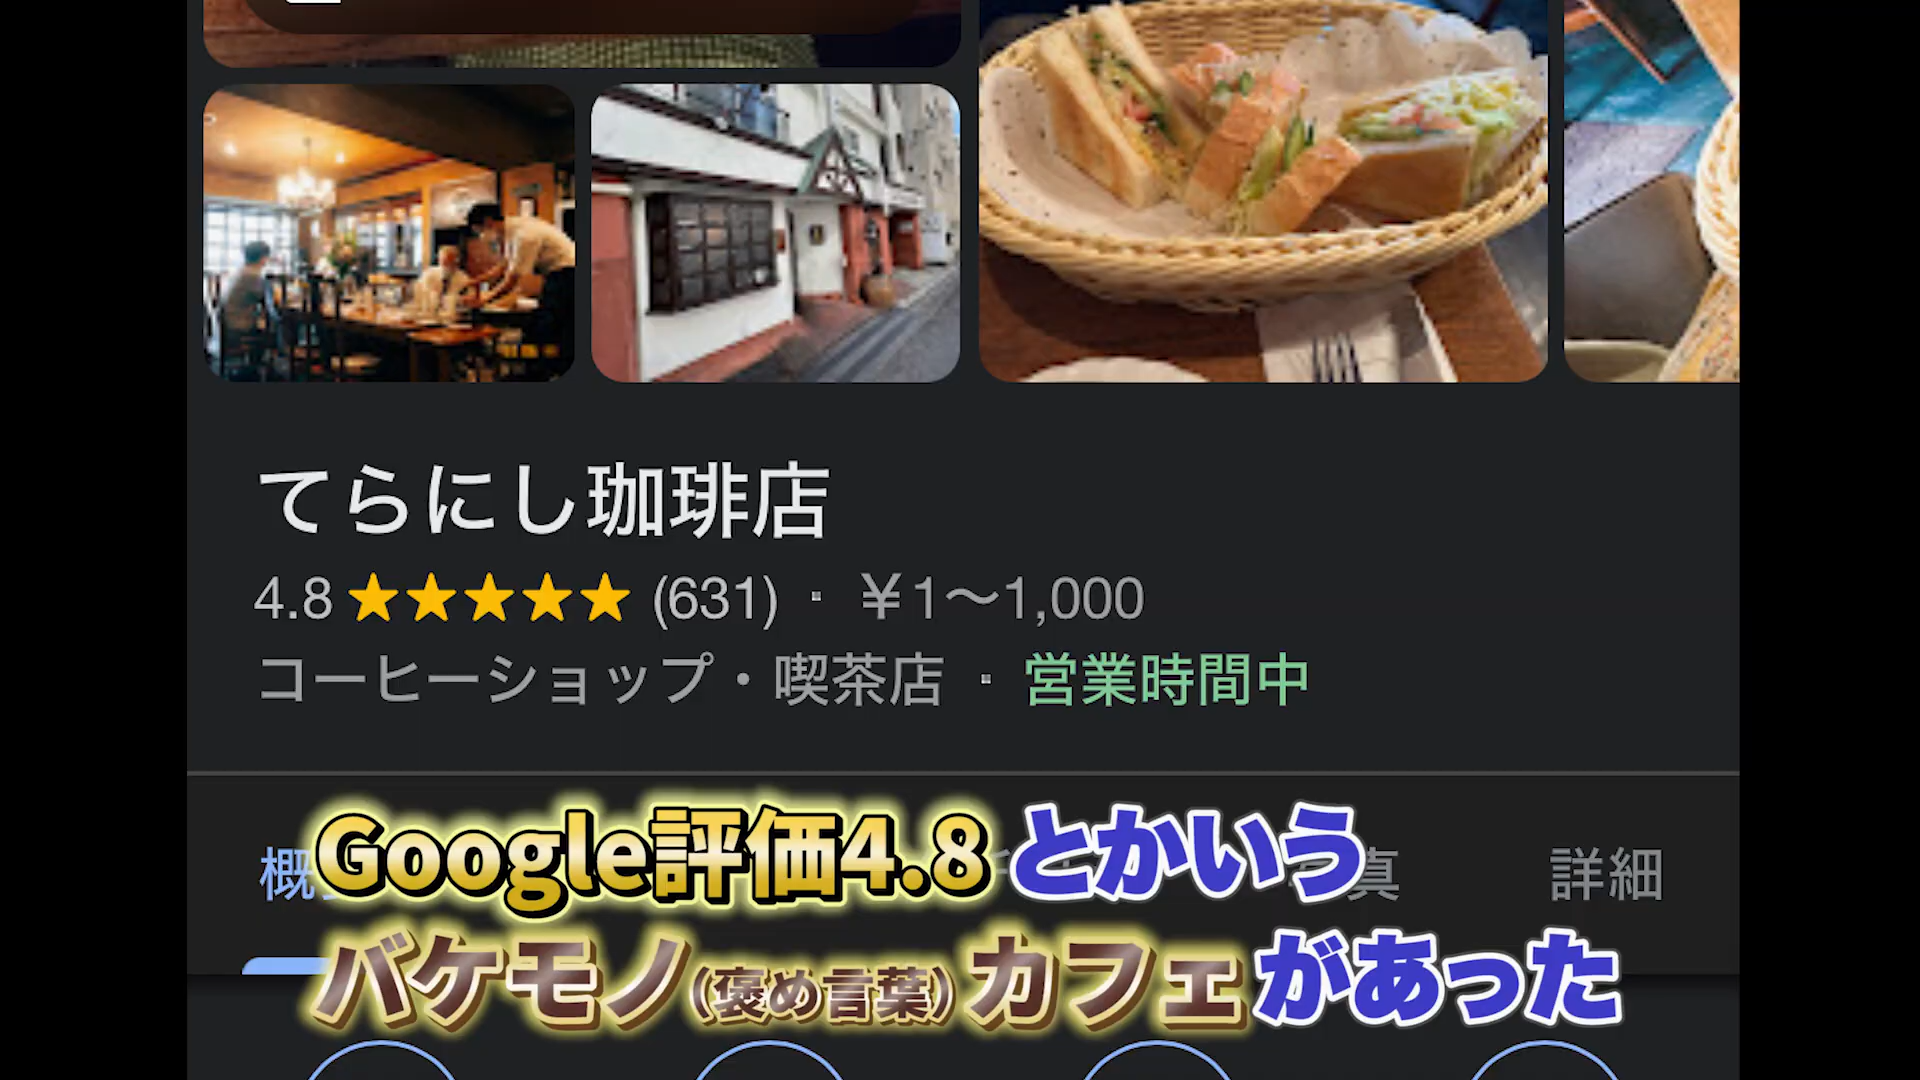 てらにし珈琲店
4.8 ★★★★★ (631) · ¥1〜1,000
コーヒーショップ・喫茶店 · 営業時間中
概
真
詳細
Google評価4.8とかいう
バケモノ(褒め言葉)カフェがあった